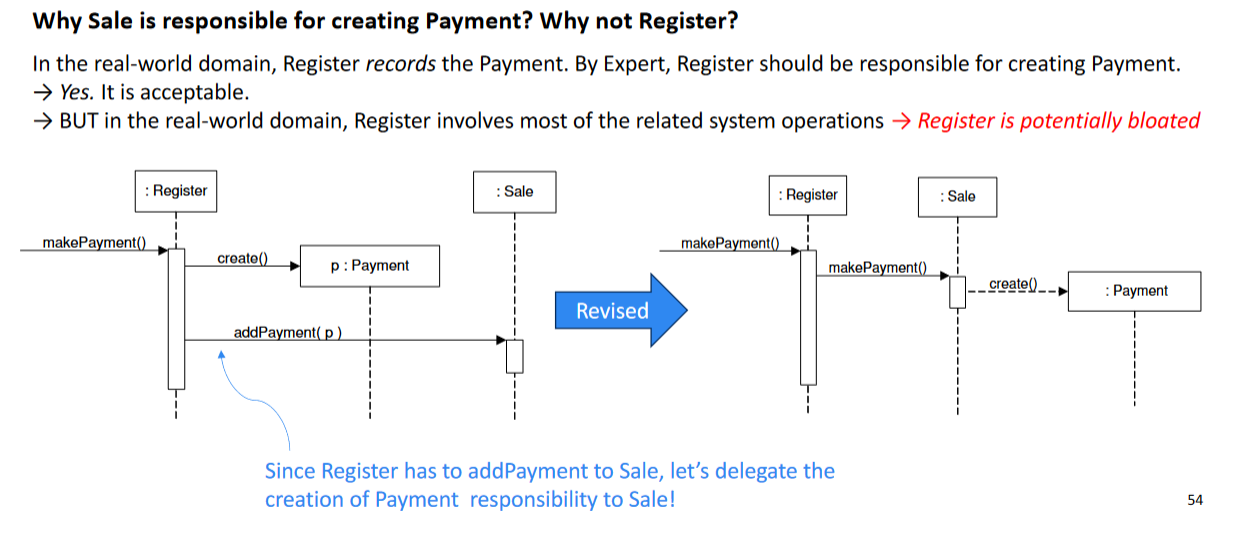 Why Sale is responsible for creating Payment? Why not Register?
In the real-world domain, Register records the Payment. By Expert, Register should be responsible for creating Payment.
→ Yes. It is acceptable.
→ BUT in the real-world domain, Register involves most of the related system operations → Register is potentially bloated
: Register
: Sale
makePayment()
create()
p : Payment
addPayment( p )
Revised
: Register
: Sale
makePayment()
makePayment()
create()
: Payment
Since Register has to addPayment to Sale, let's delegate the
creation of Payment  responsibility to Sale!
54